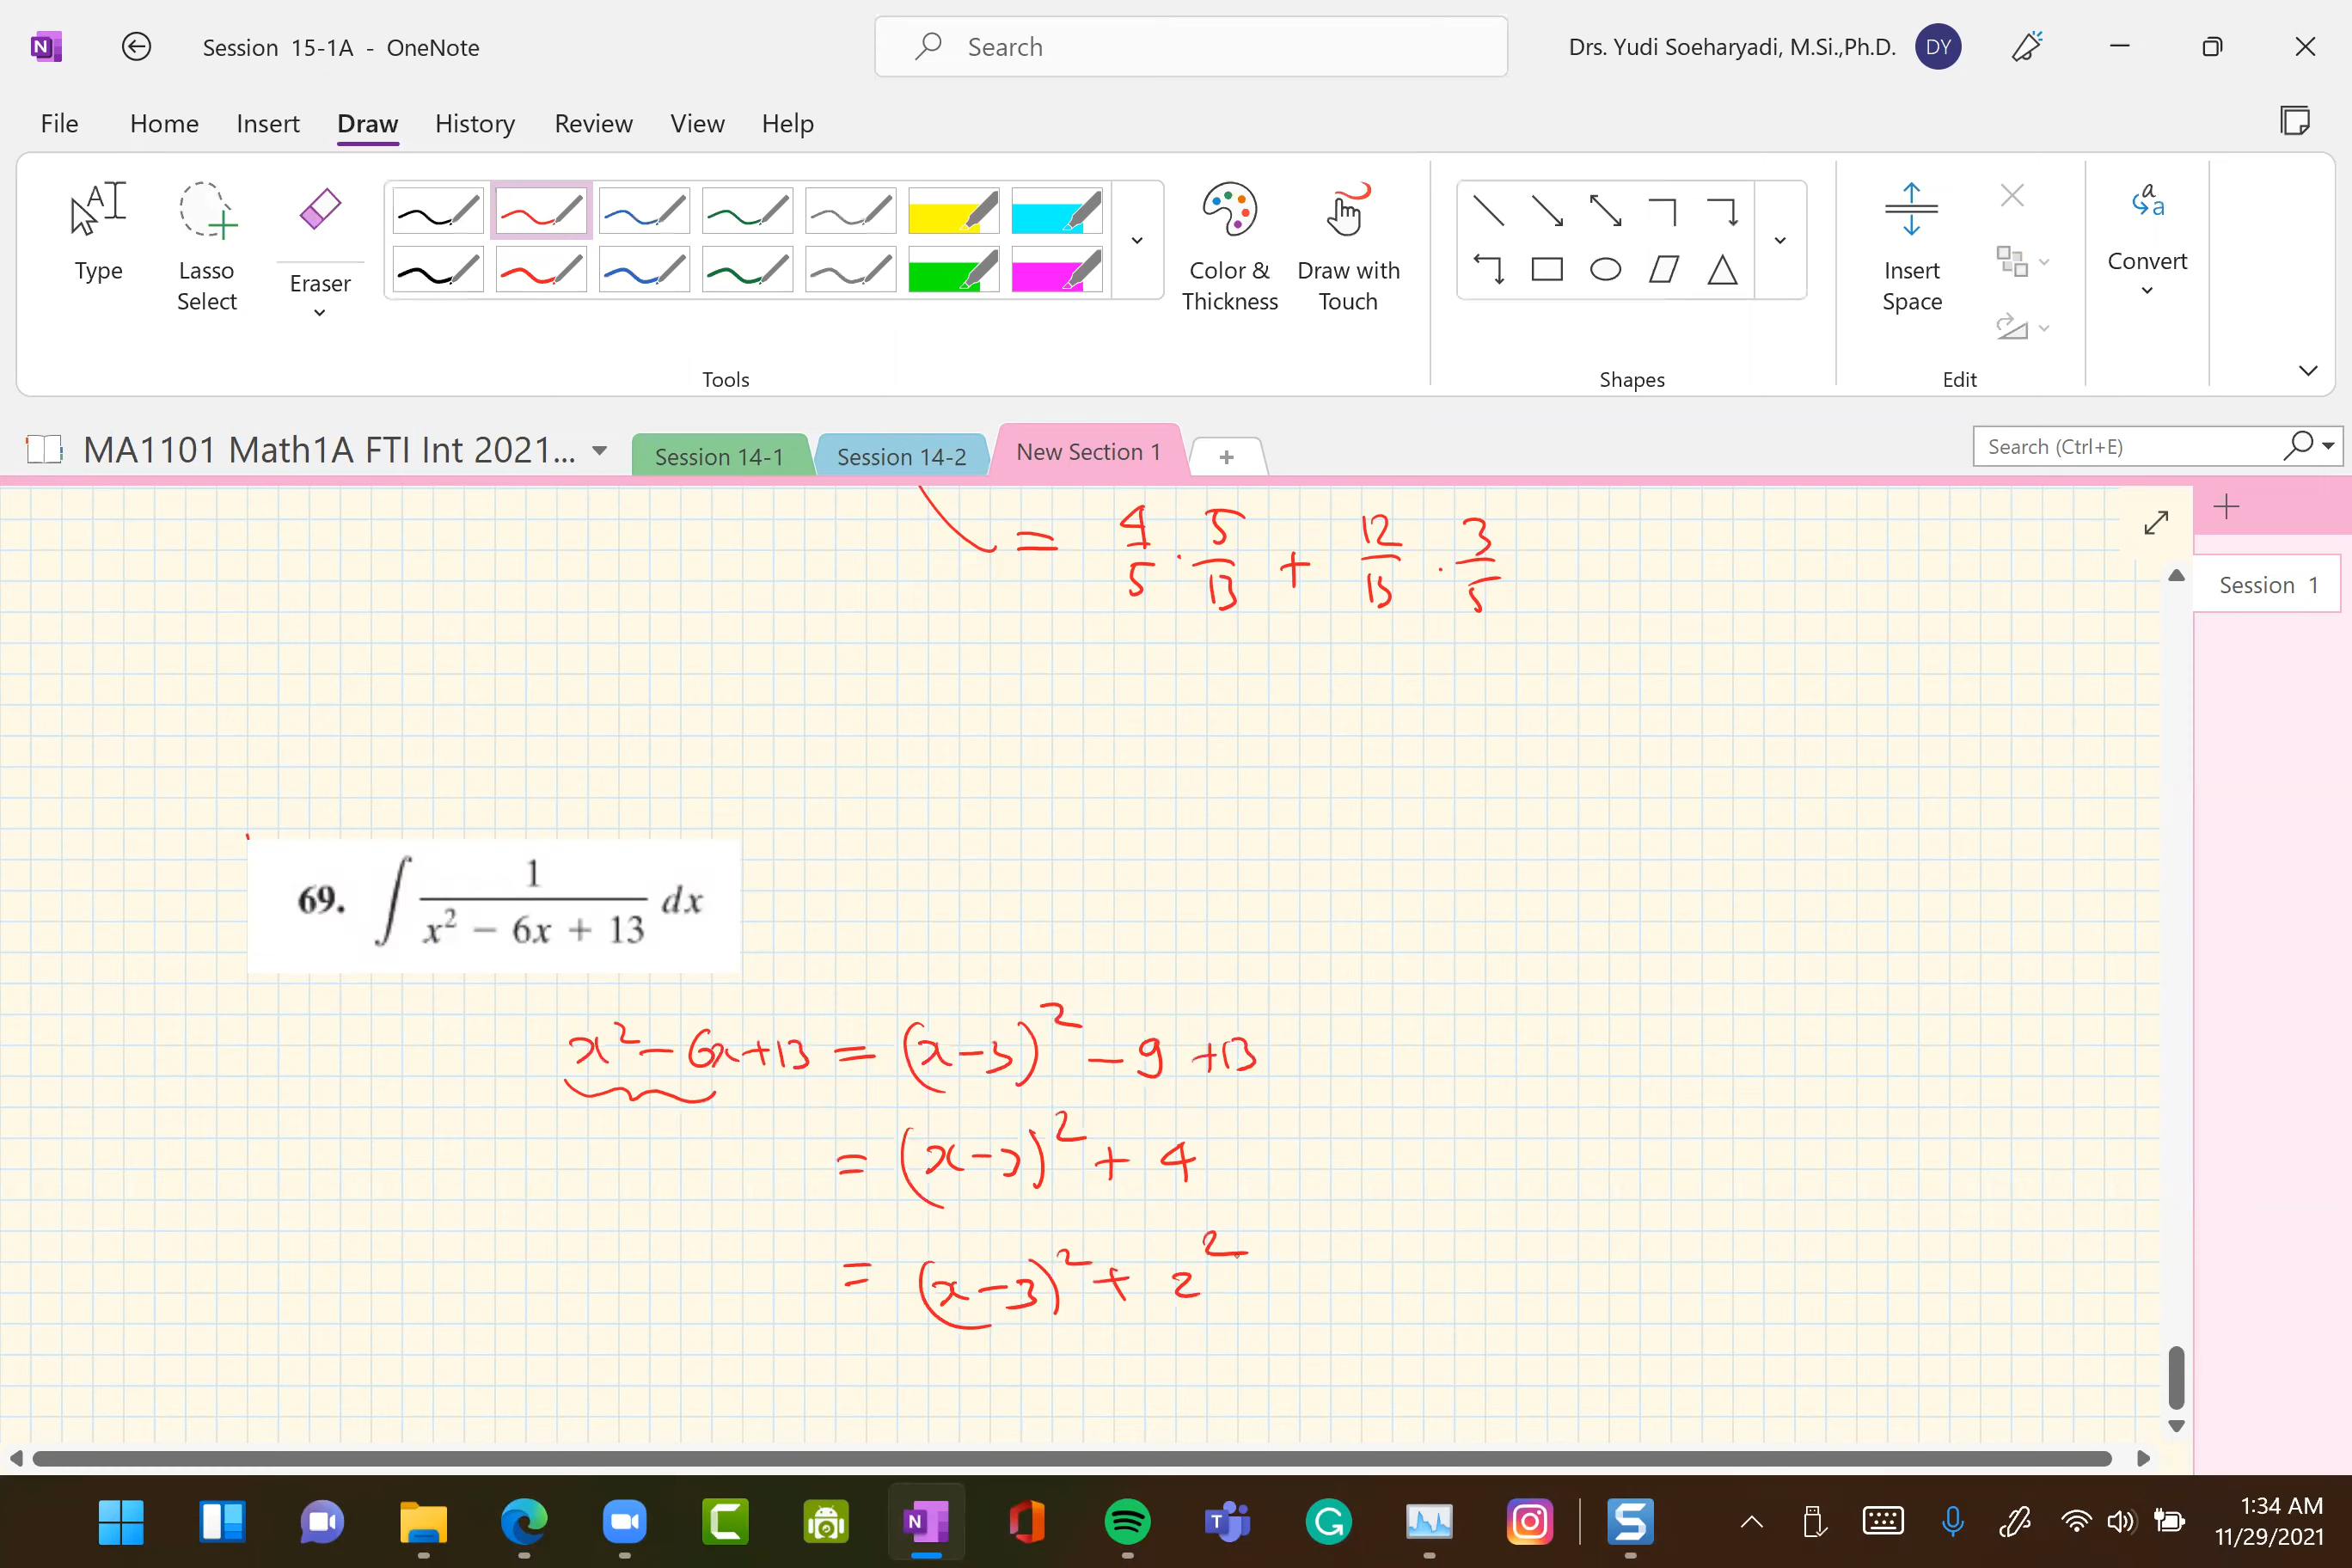 Session 15-1A - OneNote
Search
Drs. Yudi Soeharyadi, M.Si.,Ph.D.
DY
File Home Insert Draw History Review View Help
Type
Lasso Select
Eraser
Color & Thickness
Draw with Touch
Insert Space
Convert
Tools
Shapes
Edit
MA1101 Math1A FTI Int 2021...
Session 14-1
Session 14-2
New Section 1
Search (Ctrl+E)
Session 1
= 4/5 · 5/13 + 12/13 · 3/5
69. ∫ 1/(x² − 6x + 13) dx
x² − 6x + 13 = (x − 3)² − 9 + 13
= (x − 3)² + 4
= (x − 3)² + 2²
1:34 AM
11/29/2021